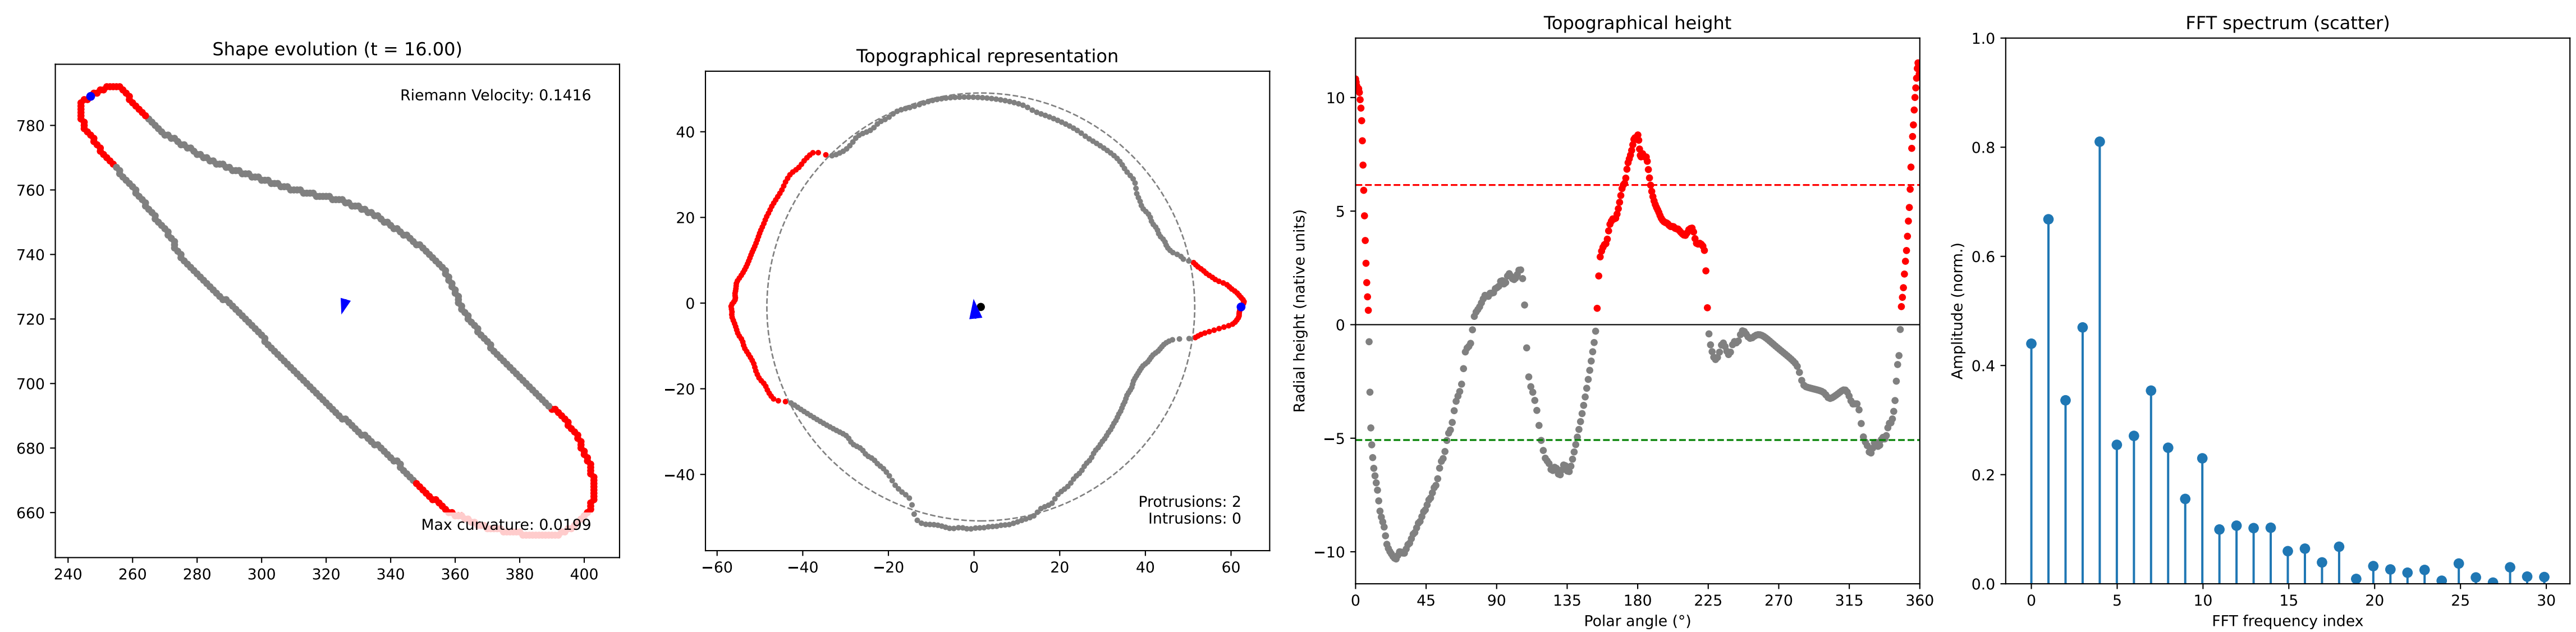 Shape evolution (t = 16.00)
Riemann Velocity: 0.1416
Max curvature: 0.0199
780
760
740
720
700
680
660
240 260 280 300 320 340 360 380 400
Topographical representation
40
20
0
−20
−40
Protrusions: 2
Intrusions: 0
−60 −40 −20 0 20 40 60
Topographical height
Radial height (native units)
10
5
0
−5
−10
0 45 90 135 180 225 270 315 360
Polar angle (°)
FFT spectrum (scatter)
Amplitude (norm.)
1.0
0.8
0.6
0.4
0.2
0.0
0 5 10 15 20 25 30
FFT frequency index